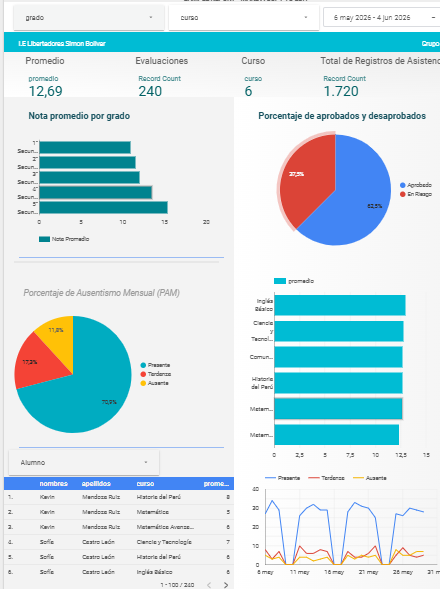 grado
curso
6 may 2026 - 4 jun 2026
I.E Libertadores Simon Bolívar
Grupo
Promedio
Evaluaciones
Curso
Total de Registros de Asistenc
promedio
Record Count
curso
Record Count
12,69
240
6
1.720
Nota promedio por grado
1°
Secun...
2°
Secun...
3°
Secun...
4°
Secun...
5°
Secun...
0
5
10
15
20
Nota Promedio
Porcentaje de aprobados y desaprobados
37,5%
62,5%
Aprobado
En Riesgo
Porcentaje de Ausentismo Mensual (PAM)
11,8%
17,3%
70,9%
Presente
Tardanza
Ausente
promedio
Inglés
Básico
Ciencia
y
Tecnol...
Comun...
Historia
del Perú
Matem...
Matem...
0
2,5
5
7,5
10
12,5
15
Alumno
nombres
apellidos
curso
prome...
1.
Kevin
Mendoza Ruiz
Historia del Perú
8
2.
Kevin
Mendoza Ruiz
Matemática
5
3.
Kevin
Mendoza Ruiz
Matemática Avanza...
6
4.
Sofía
Castro León
Ciencia y Tecnología
7
5.
Sofía
Castro León
Historia del Perú
6
6.
Sofía
Castro León
Inglés Básico
8
1 - 100 / 240
Presente
Tardanza
Ausente
40
30
20
10
0
6 may
11 may
16 may
21 may
26 may
31 m